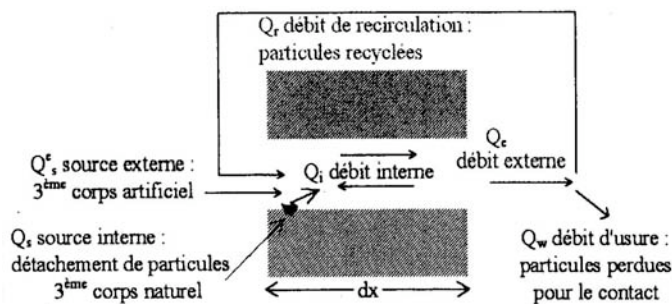 Qr débit de recirculation :
particules recyclées
Qe
débit externe
Qes source externe :
3ème corps artificiel
Qi débit interne
Qs source interne :
détachement de particules
3ème corps naturel
dx
Qw débit d'usure :
particules perdues
pour le contact